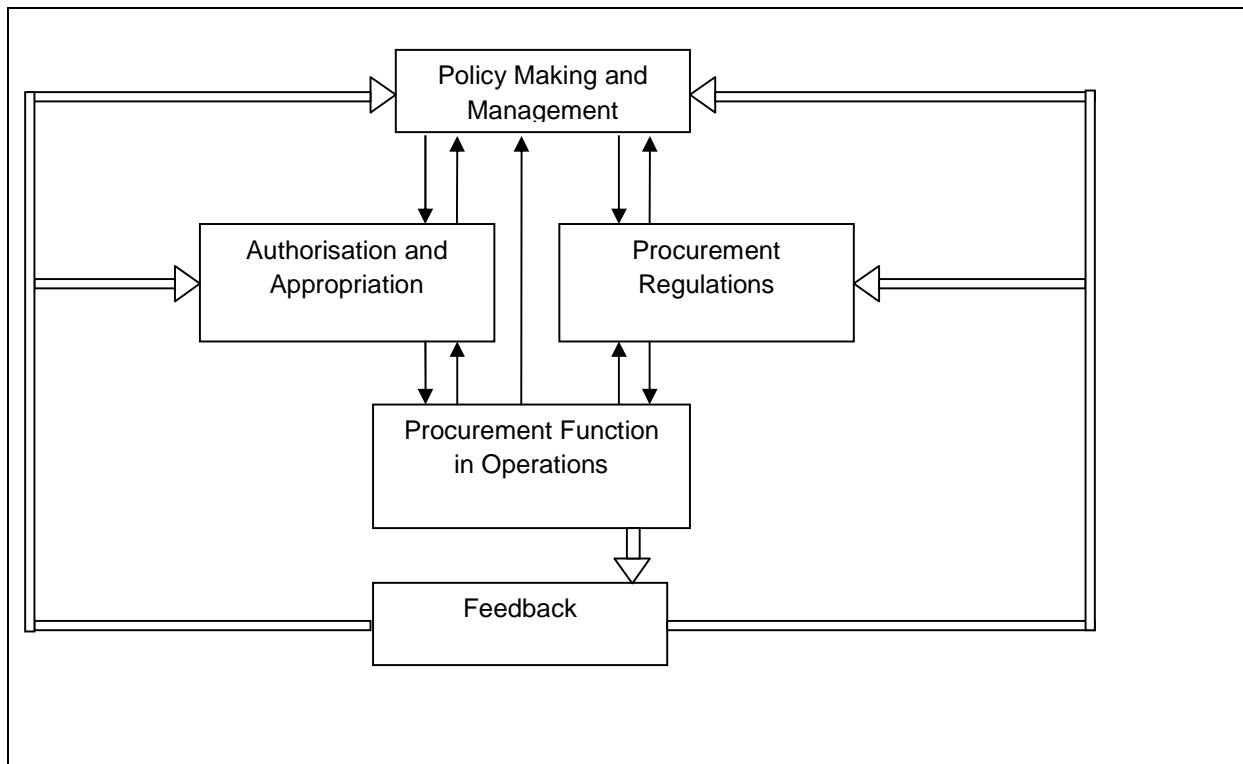 Policy Making and
Management
Authorisation and
Appropriation
Procurement
Regulations
Procurement Function
in Operations
Feedback